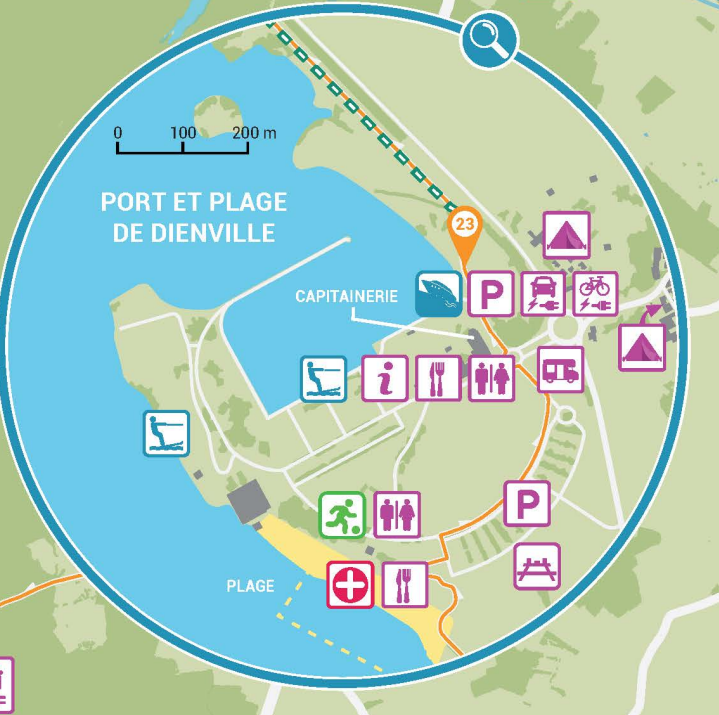 0 100 200 m
PORT ET PLAGE
DE DIENVILLE
23
CAPITAINERIE
P
i
P
PLAGE